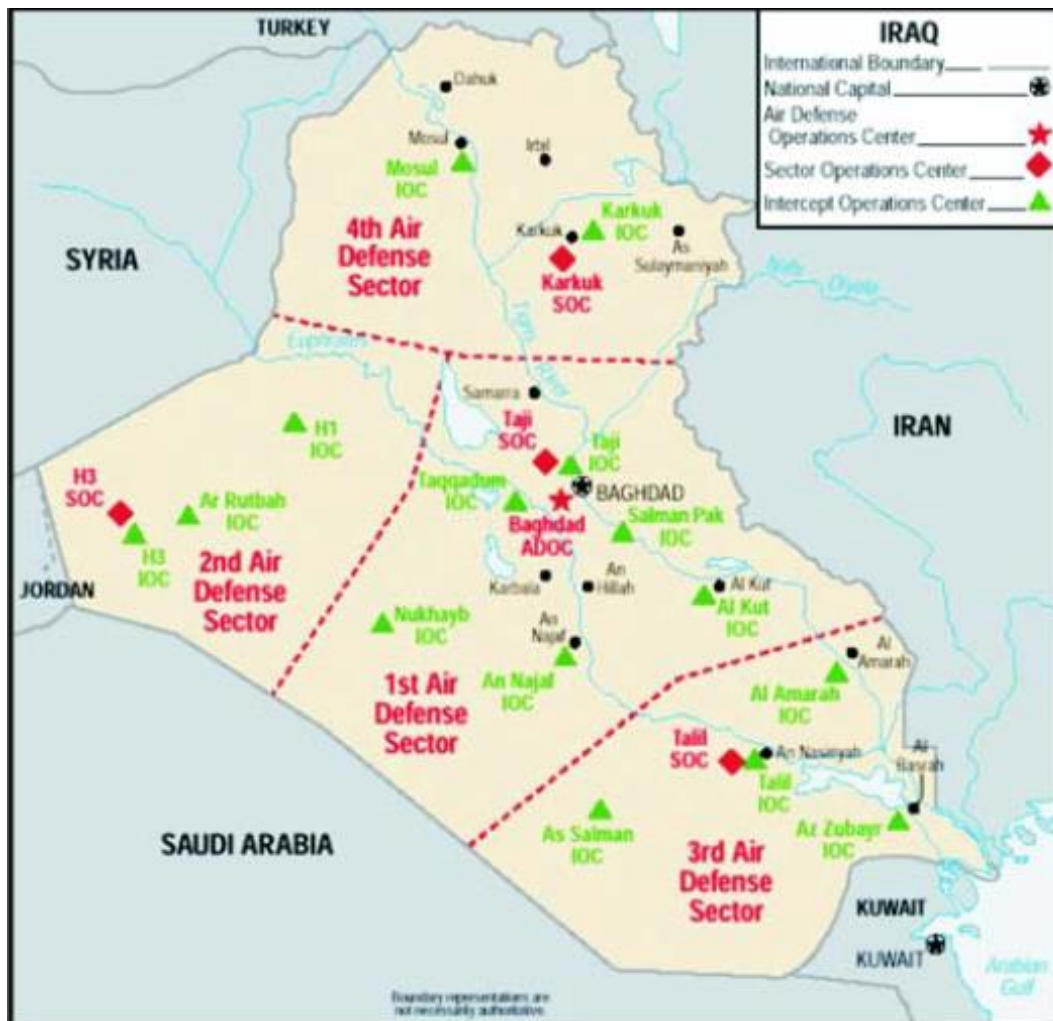 TURKEY
IRAQ
International Boundary
National Capital
Air Defense
Operations Center
Sector Operations Center
Intercept Operations Center
Dahuk
Mosul
Mosul
IOC
Irbil
Karkuk
IOC
Karkuk
As
Sulaymaniyah
Karkuk
SOC
4th Air
Defense
Sector
SYRIA
Nahr Diyala
Tigris River
Euphrates
Samarra
IRAN
H1
IOC
Taji
SOC
Taji
IOC
BAGHDAD
Taqqadum
IOC
Baghdad
ADOC
Salman Pak
IOC
H3
SOC
Ar Rutbah
IOC
H3
IOC
2nd Air
Defense
Sector
JORDAN
Karbala
An
Hillah
Al Kut
Al Kut
IOC
Nukhayb
IOC
An
Najaf
An Najal
IOC
1st Air
Defense
Sector
Al
Amarah
Al Amarah
IOC
Talil
SOC
An Nasiriyah
Talil
IOC
Al
Basrah
Az Zubayr
IOC
As Salman
IOC
SAUDI ARABIA
3rd Air
Defense
Sector
KUWAIT
KUWAIT
Arabian
Gulf
Boundary representations are
not necessarily authoritative.